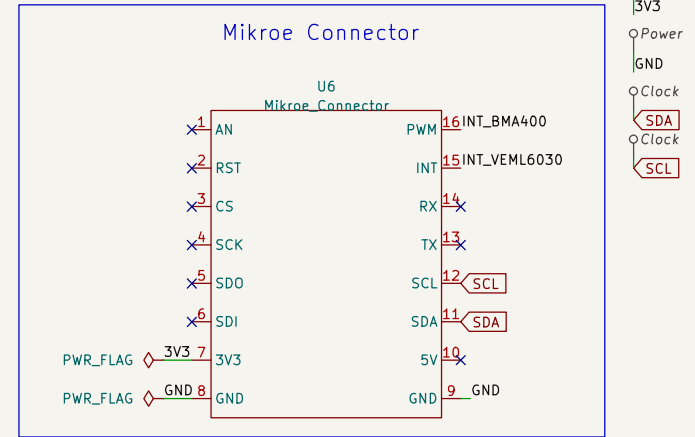 Mikroe Connector
U6
Mikroe_Connector
1 AN
2 RST
3 CS
4 SCK
5 SDO
6 SDI
PWR_FLAG 3V3 7 3V3
PWR_FLAG GND 8 GND
PWM 16 INT_BMA400
INT 15 INT_VEML6030
RX 14
TX 13
SCL 12 SCL
SDA 11 SDA
5V 10
GND 9 GND
3V3
Power
GND
Clock
SDA
Clock
SCL